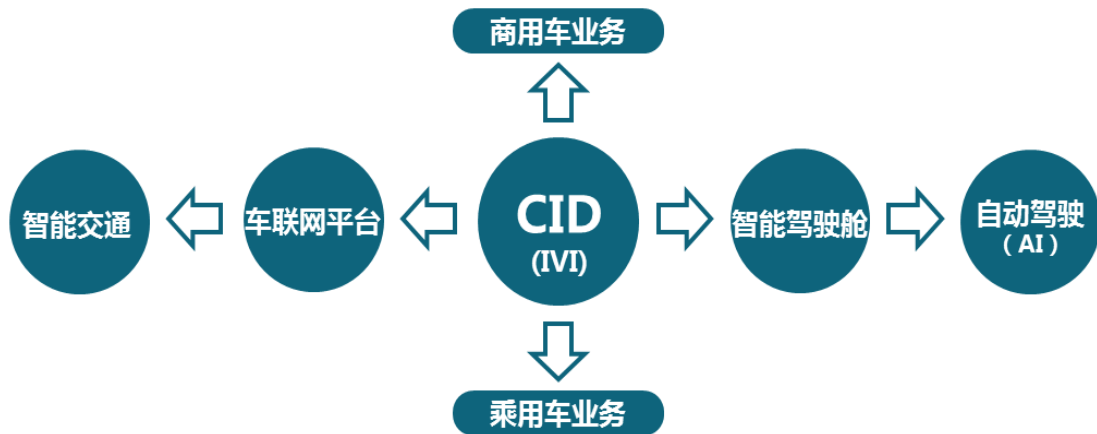 商用车业务
智能交通
车联网平台
CID
(IVI)
智能驾驶舱
自动驾驶
（AI）
乘用车业务